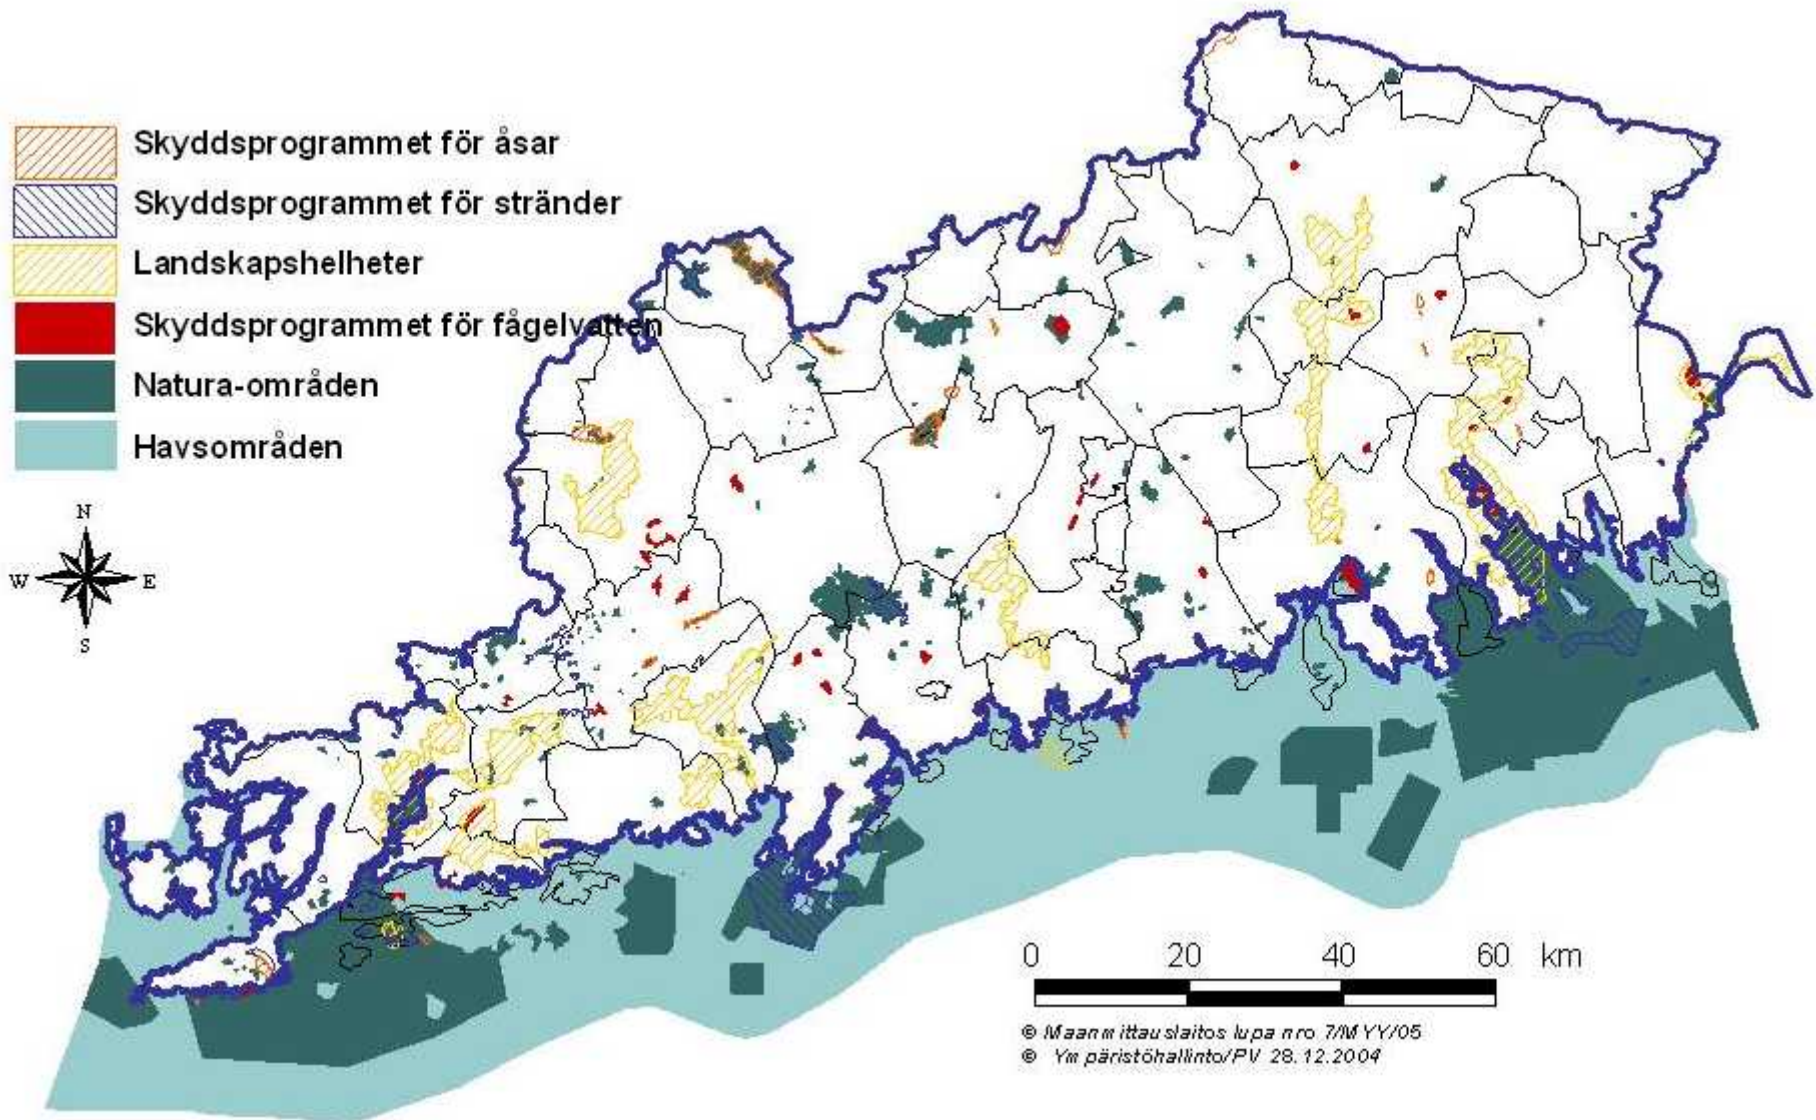 Skyddsprogrammet för åsar
Skyddsprogrammet för stränder
Landskapshelheter
Skyddsprogrammet för fågelvatten
Natura-områden
Havsområden
N
W E
S
0 20 40 60 km
© Maanmittauslaitos lupa nro 7/MYY/05
© Ympäristöhallinto/PV 28.12.2004